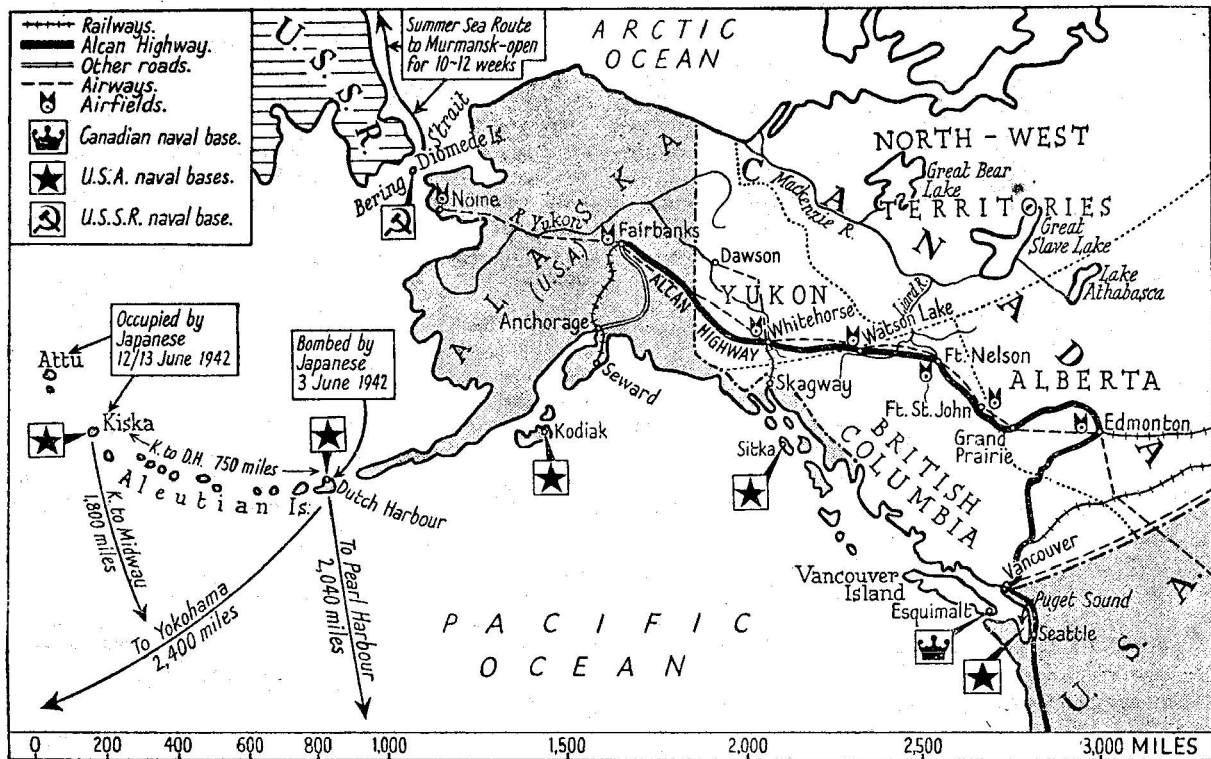 Railways.
Alcan Highway.
Other roads.
Airways.
Airfields.
Canadian naval base.
U.S.A. naval bases.
U.S.S.R. naval base.
U.S.S.R.
Summer Sea Route
to Murmansk-open
for 10~12 weeks
ARCTIC
OCEAN
Bering Strait
Diomede Is.
Nome
R. Yukon
Fairbanks
ALASKA
(U.S.A.)
Anchorage
Seward
Kodiak
ALCAN HIGHWAY
Dawson
YUKON
Whitehorse
Watson Lake
Skagway
Sitka
CANADA
Mackenzie R.
NORTH-WEST
TERRITORIES
Great Bear
Lake
Great
Slave Lake
Lake
Athabasca
Liard R.
Ft. Nelson
Ft. St. John
ALBERTA
Grand
Prairie
Edmonton
BRITISH
COLUMBIA
Vancouver
Vancouver
Island
Esquimalt
Puget Sound
Seattle
U.S.A.
Occupied by
Japanese
12/13 June 1942
Attu
Kiska
Bombed by
Japanese
3 June 1942
K. to D.H. 750 miles
Aleutian Is.
Dutch Harbour
K. to Midway
1,800 miles
To Yokohama
2,400 miles
To Pearl Harbour
2,040 miles
PACIFIC
OCEAN
0 200 400 600 800 1,000 1,500 2,000 2,500 3,000 MILES